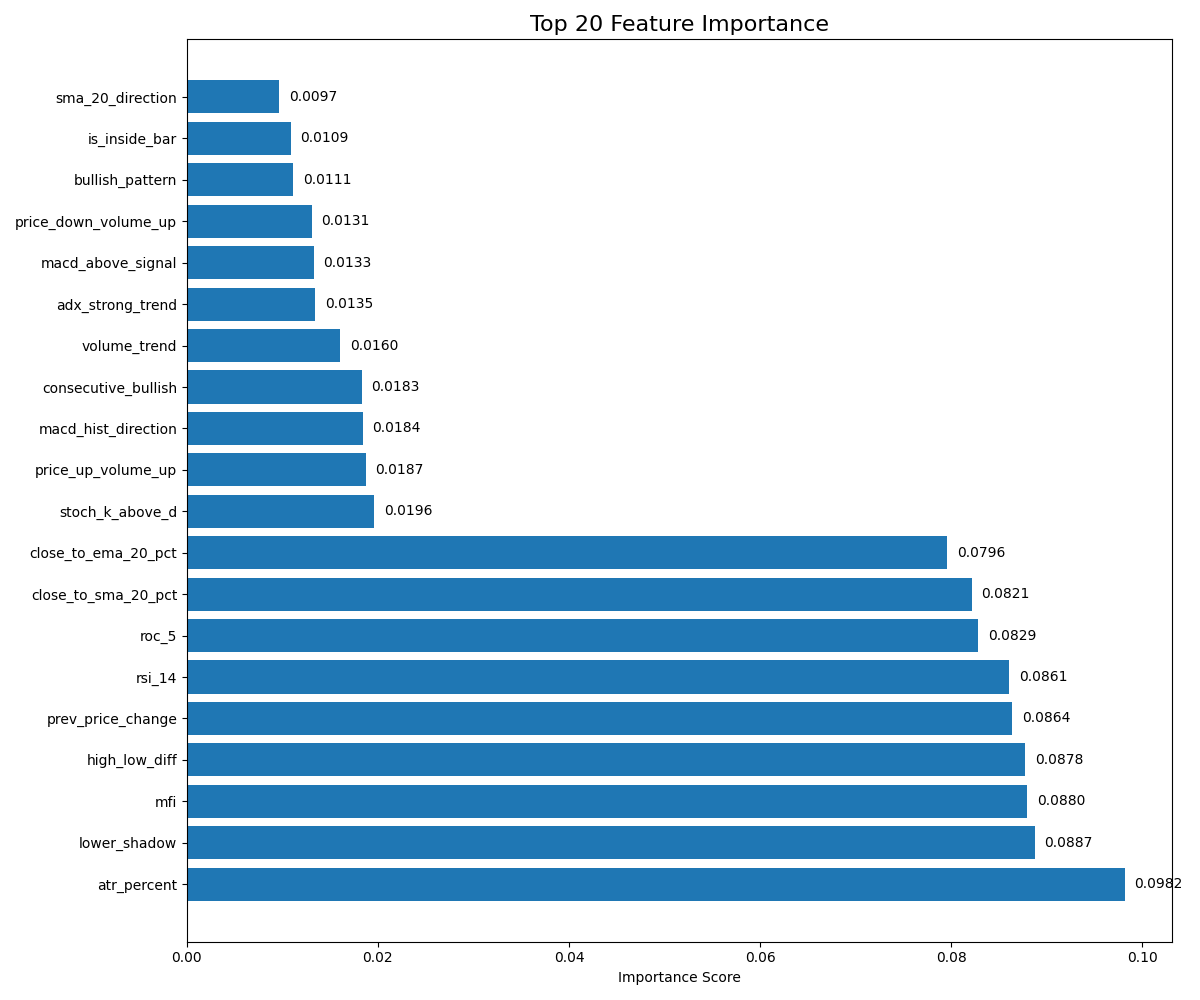 Top 20 Feature Importance
sma_20_direction 0.0097
is_inside_bar 0.0109
bullish_pattern 0.0111
price_down_volume_up 0.0131
macd_above_signal 0.0133
adx_strong_trend 0.0135
volume_trend 0.0160
consecutive_bullish 0.0183
macd_hist_direction 0.0184
price_up_volume_up 0.0187
stoch_k_above_d 0.0196
close_to_ema_20_pct 0.0796
close_to_sma_20_pct 0.0821
roc_5 0.0829
rsi_14 0.0861
prev_price_change 0.0864
high_low_diff 0.0878
mfi 0.0880
lower_shadow 0.0887
atr_percent 0.0982
0.00 0.02 0.04 0.06 0.08 0.10
Importance Score